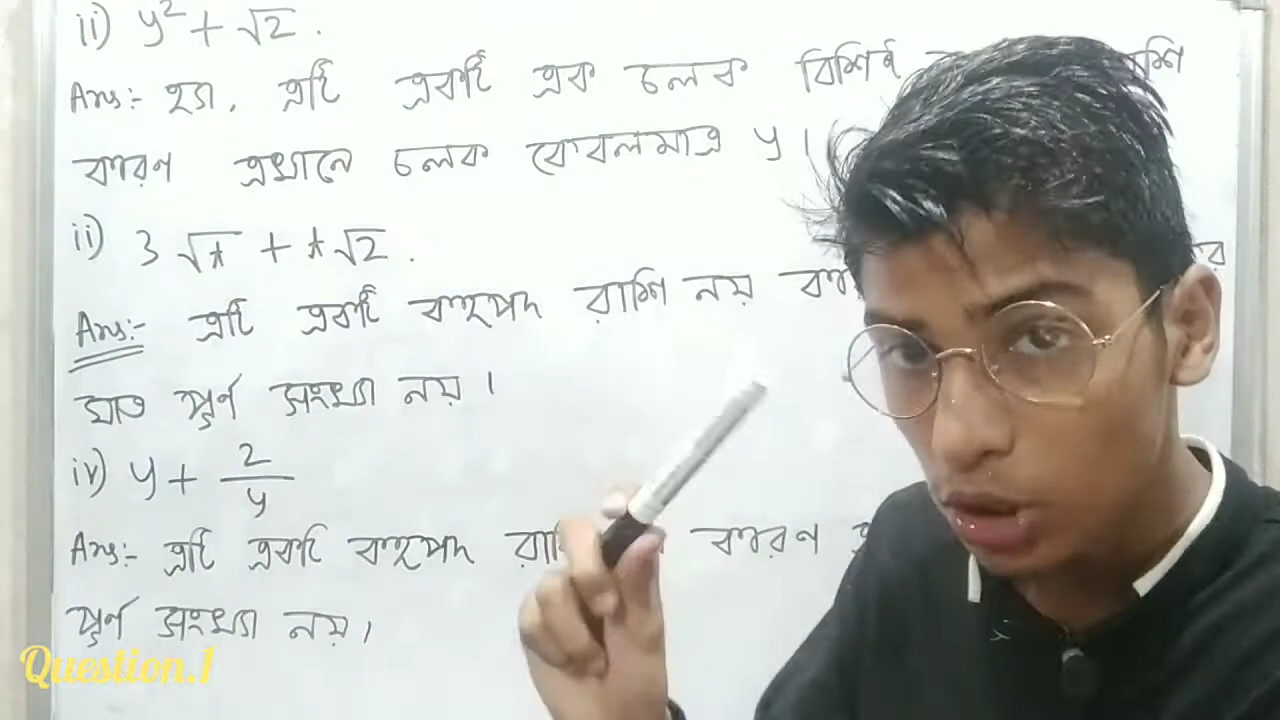 ii) y² + √2 .
Ans:- হ্যা, এটি একটি এক চলক বিশিষ্ট
কারণ এখানে চলক কেবলমাত্র y ।
ii) 3 √t + t√2 .
Ans:- এটি একটি বহুপদ রাশি নয়
ঘাত পূর্ণ সংখ্যা নয় ।
iv) y + 2/y
Ans:- এটি একটি বহুপদ কারণ
পূর্ণ সংখ্যা নয় ,
Question.1